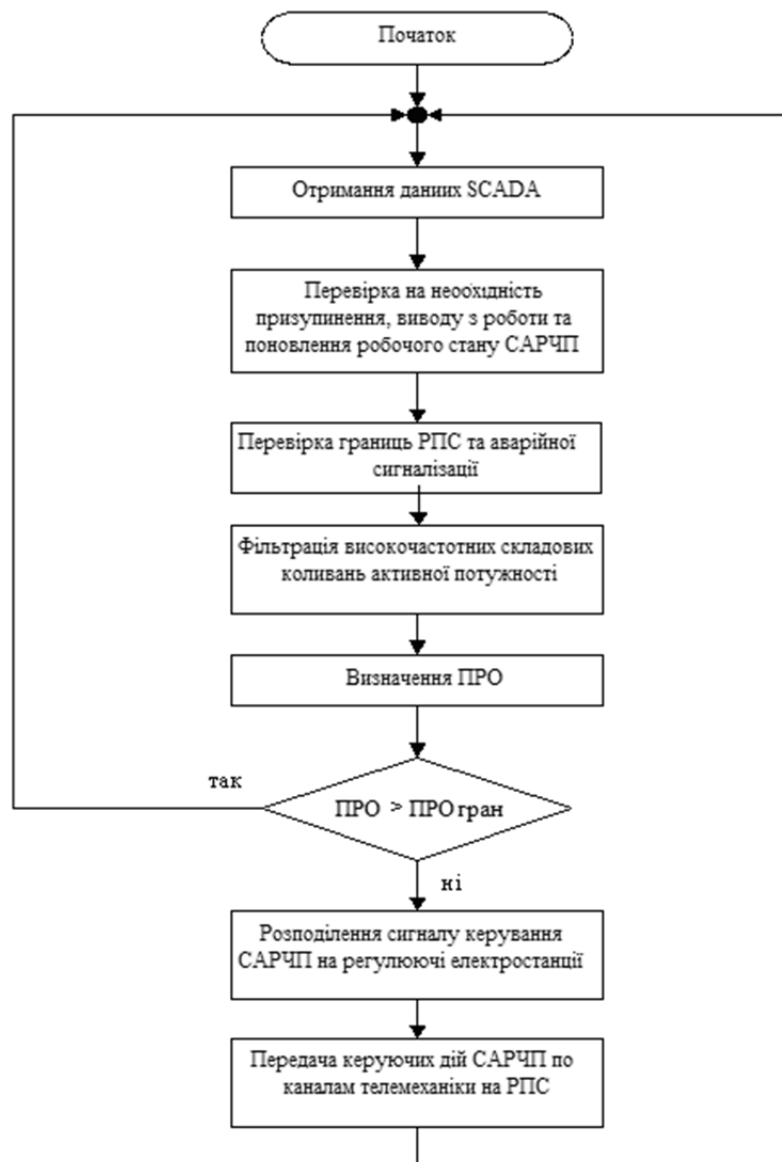 Початок
Отримання даниих SCADA
Перевірка на необхідність
призупинення, виводу з роботи та
поновлення робочого стану САРЧП
Перевірка границь РПС та аварійної
сигналізації
Фільтрація високочастотних складових
коливань активної потужності
Визначення ПРО
так
ПРО > ПРО гран
ні
Розподілення сигналу керування
САРЧП на регулюючі електростанції
Передача керуючих дій САРЧП по
каналам телемеханіки на РПС